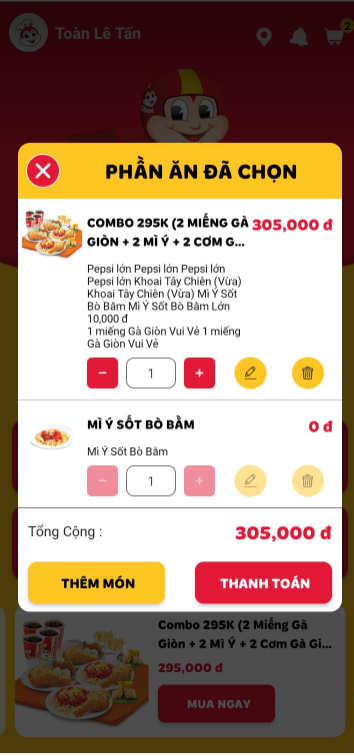 Toàn Lê Tấn
2
PHẦN ĂN ĐÃ CHỌN
COMBO 295K (2 MIẾNG GÀ
GIÒN + 2 MÌ Ý + 2 CƠM G...
305,000 đ
Pepsi lớn Pepsi lớn Pepsi lớn
Pepsi lớn Khoai Tây Chiên (Vừa)
Khoai Tây Chiên (Vừa) Mì Ý Sốt
Bò Bằm Mì Ý Sốt Bò Bằm Lớn
10,000 đ
1 miếng Gà Giòn Vui Vẻ 1 miếng
Gà Giòn Vui Vẻ
- 1 +
MÌ Ý SỐT BÒ BẰM
0 đ
Mì Ý Sốt Bò Bằm
- 1 +
Tổng Cộng :
305,000 đ
THÊM MÓN
THANH TOÁN
Combo 295K (2 Miếng Gà
Giòn + 2 Mì Ý + 2 Cơm Gà Gi...
295,000 đ
MUA NGAY